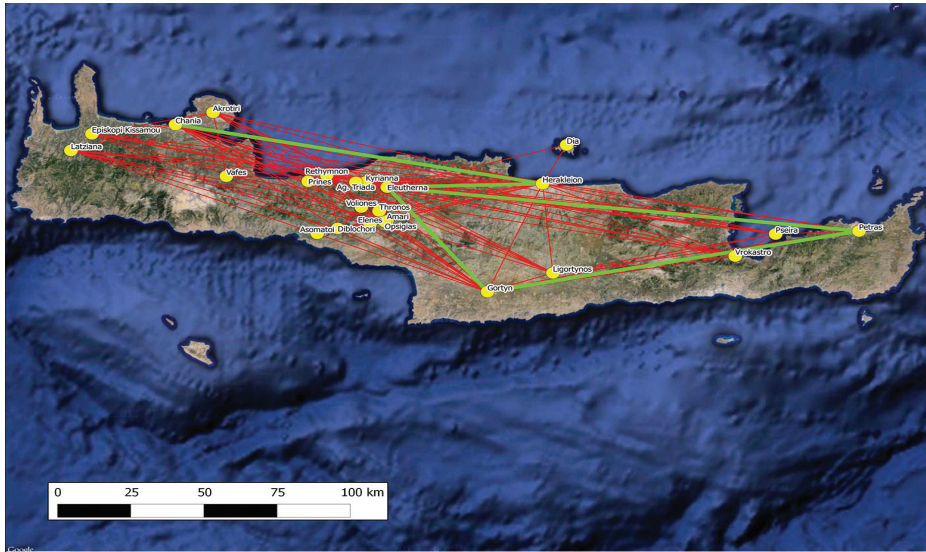 Akrotiri
Chania
Episkopi Kissamou
Latziana
Dia
Rethymnon
Vafes
Prines
Kyrianna
Ag. Triada
Eleutherna
Herakleion
Voliones
Thronos
Amari
Elenes
Opsigias
Asomatoi
Diblochori
Pseira
Petras
Vrokastro
Ligortynos
Gortyn
0 25 50 75 100 km
Google